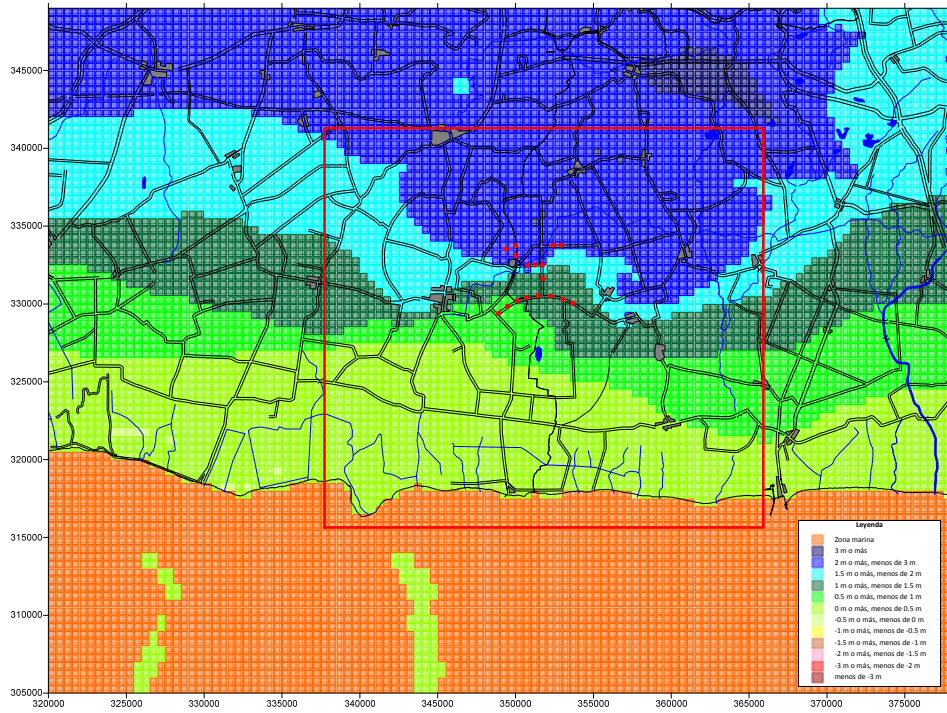 345000
340000
335000
330000
325000
320000
315000
310000
305000
320000
325000
330000
335000
340000
345000
350000
355000
360000
365000
370000
375000
Leyenda
Zona marina
3 m o más
2 m o más, menos de 3 m
1.5 m o más, menos de 2 m
1 m o más, menos de 1.5 m
0.5 m o más, menos de 1 m
0 m o más, menos de 0.5 m
-0.5 m o más, menos de 0 m
-1 m o más, menos de -0.5 m
-1.5 m o más, menos de -1 m
-2 m o más, menos de -1.5 m
-3 m o más, menos de -2 m
menos de -3 m